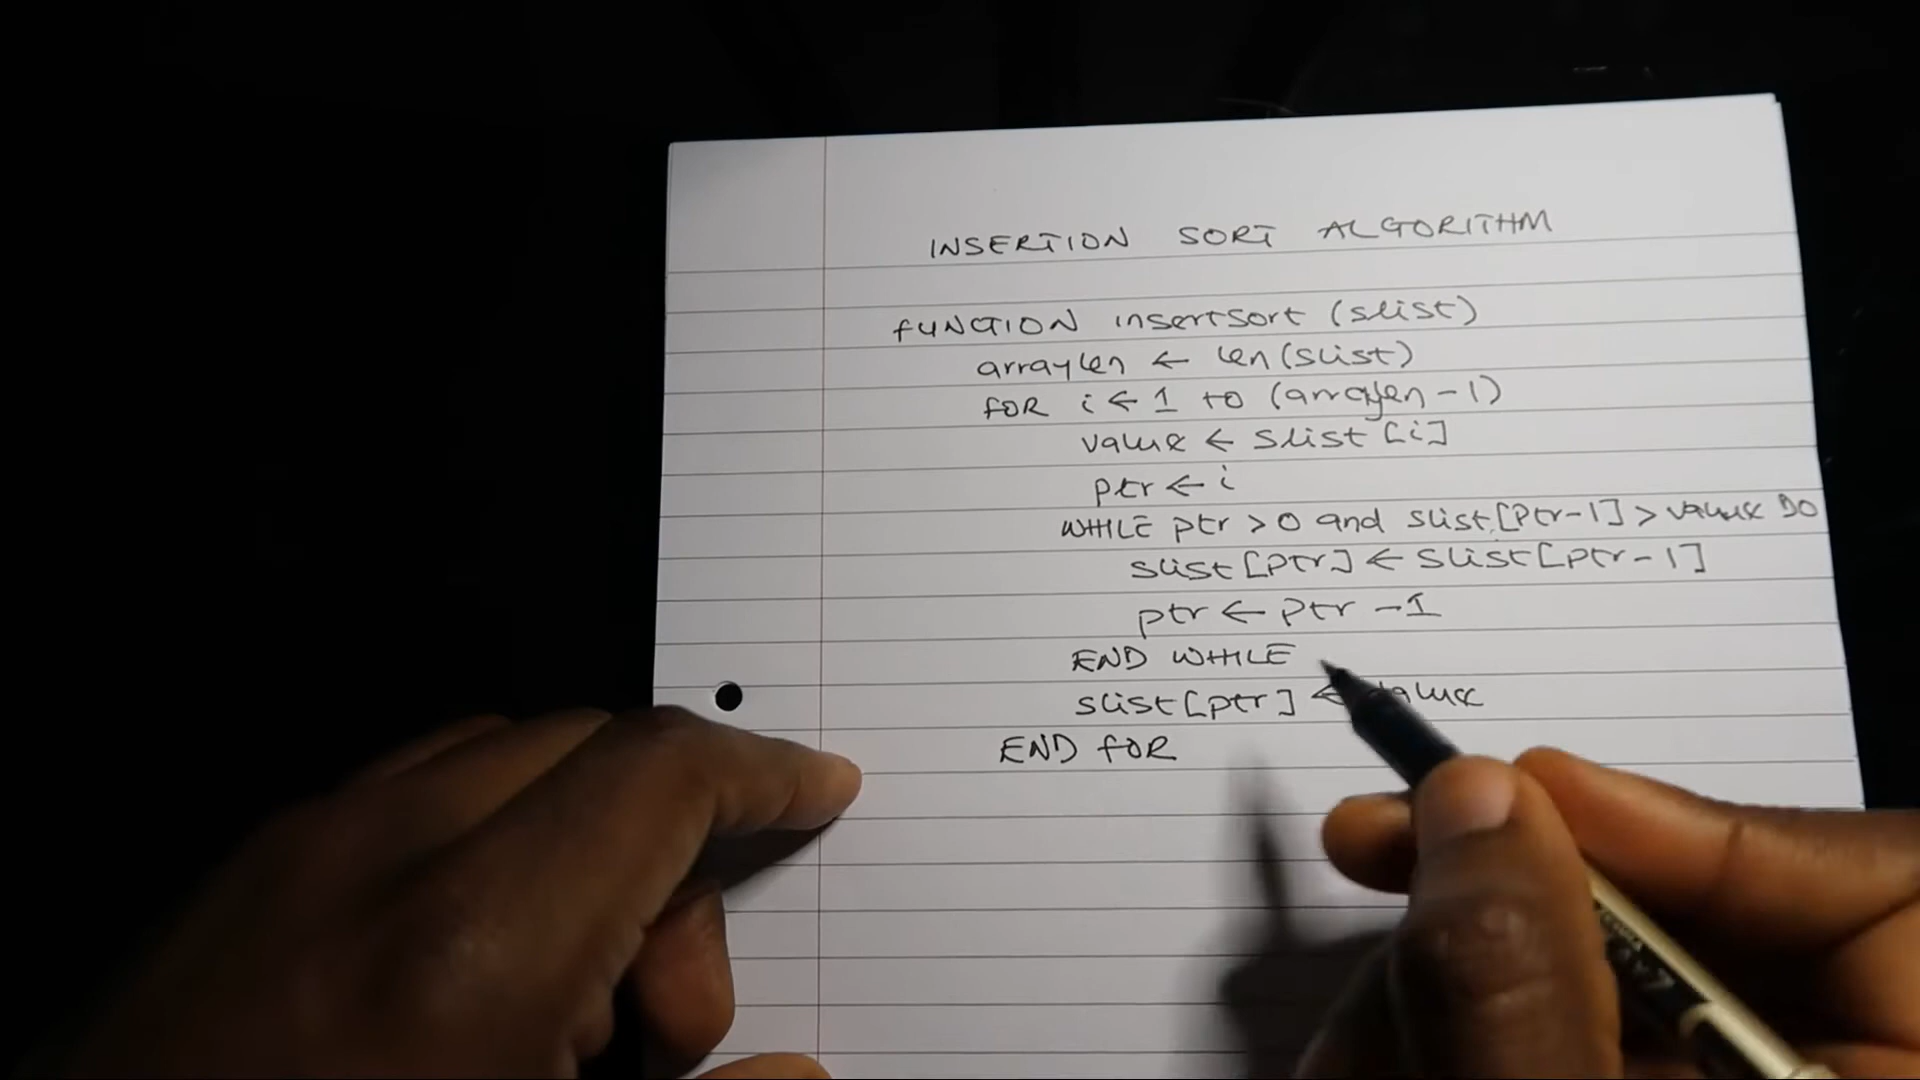 INSERTION SORT ALGORITHM
FUNCTION insertsort (slist)
arraylen ← len(slist)
FOR i ← 1 to (arraylen - 1)
value ← slist [i]
ptr ← i
WHILE ptr > 0 and slist[ptr-1] > value DO
slist [ptr] ← slist[ptr-1]
ptr ← ptr -1
END WHILE
slist[ptr] ← value
END FOR